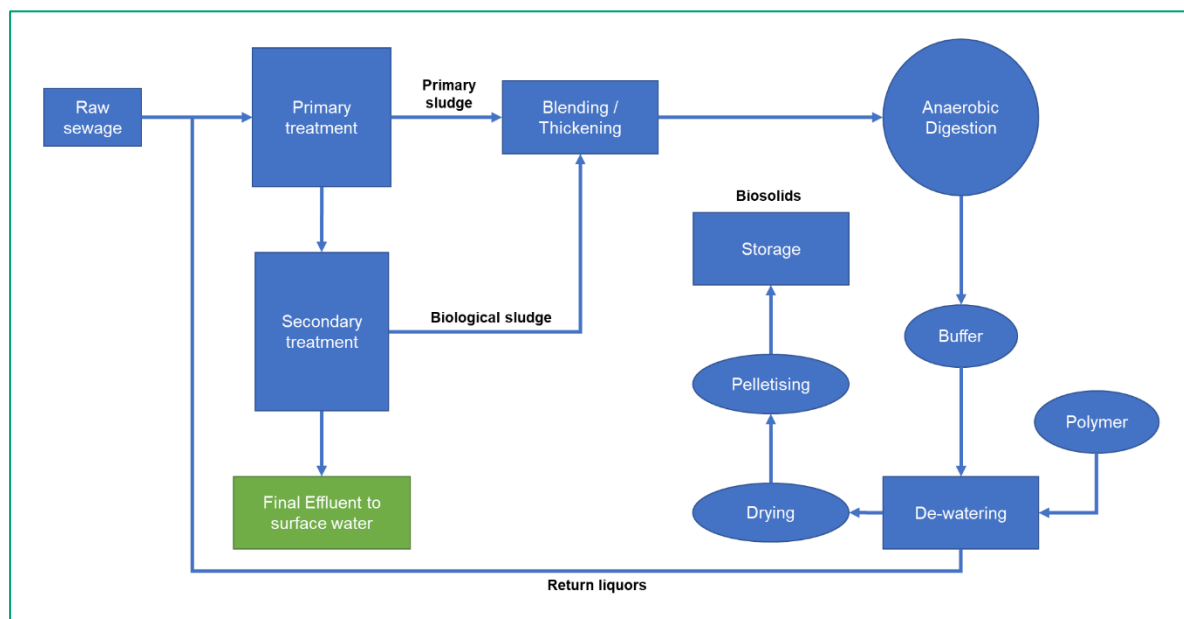 Raw
sewage
Primary
treatment
Primary
sludge
Blending /
Thickening
Anaerobic
Digestion
Biosolids
Storage
Secondary
treatment
Biological sludge
Buffer
Pelletising
Polymer
Final Effluent to
surface water
Drying
De-watering
Return liquors